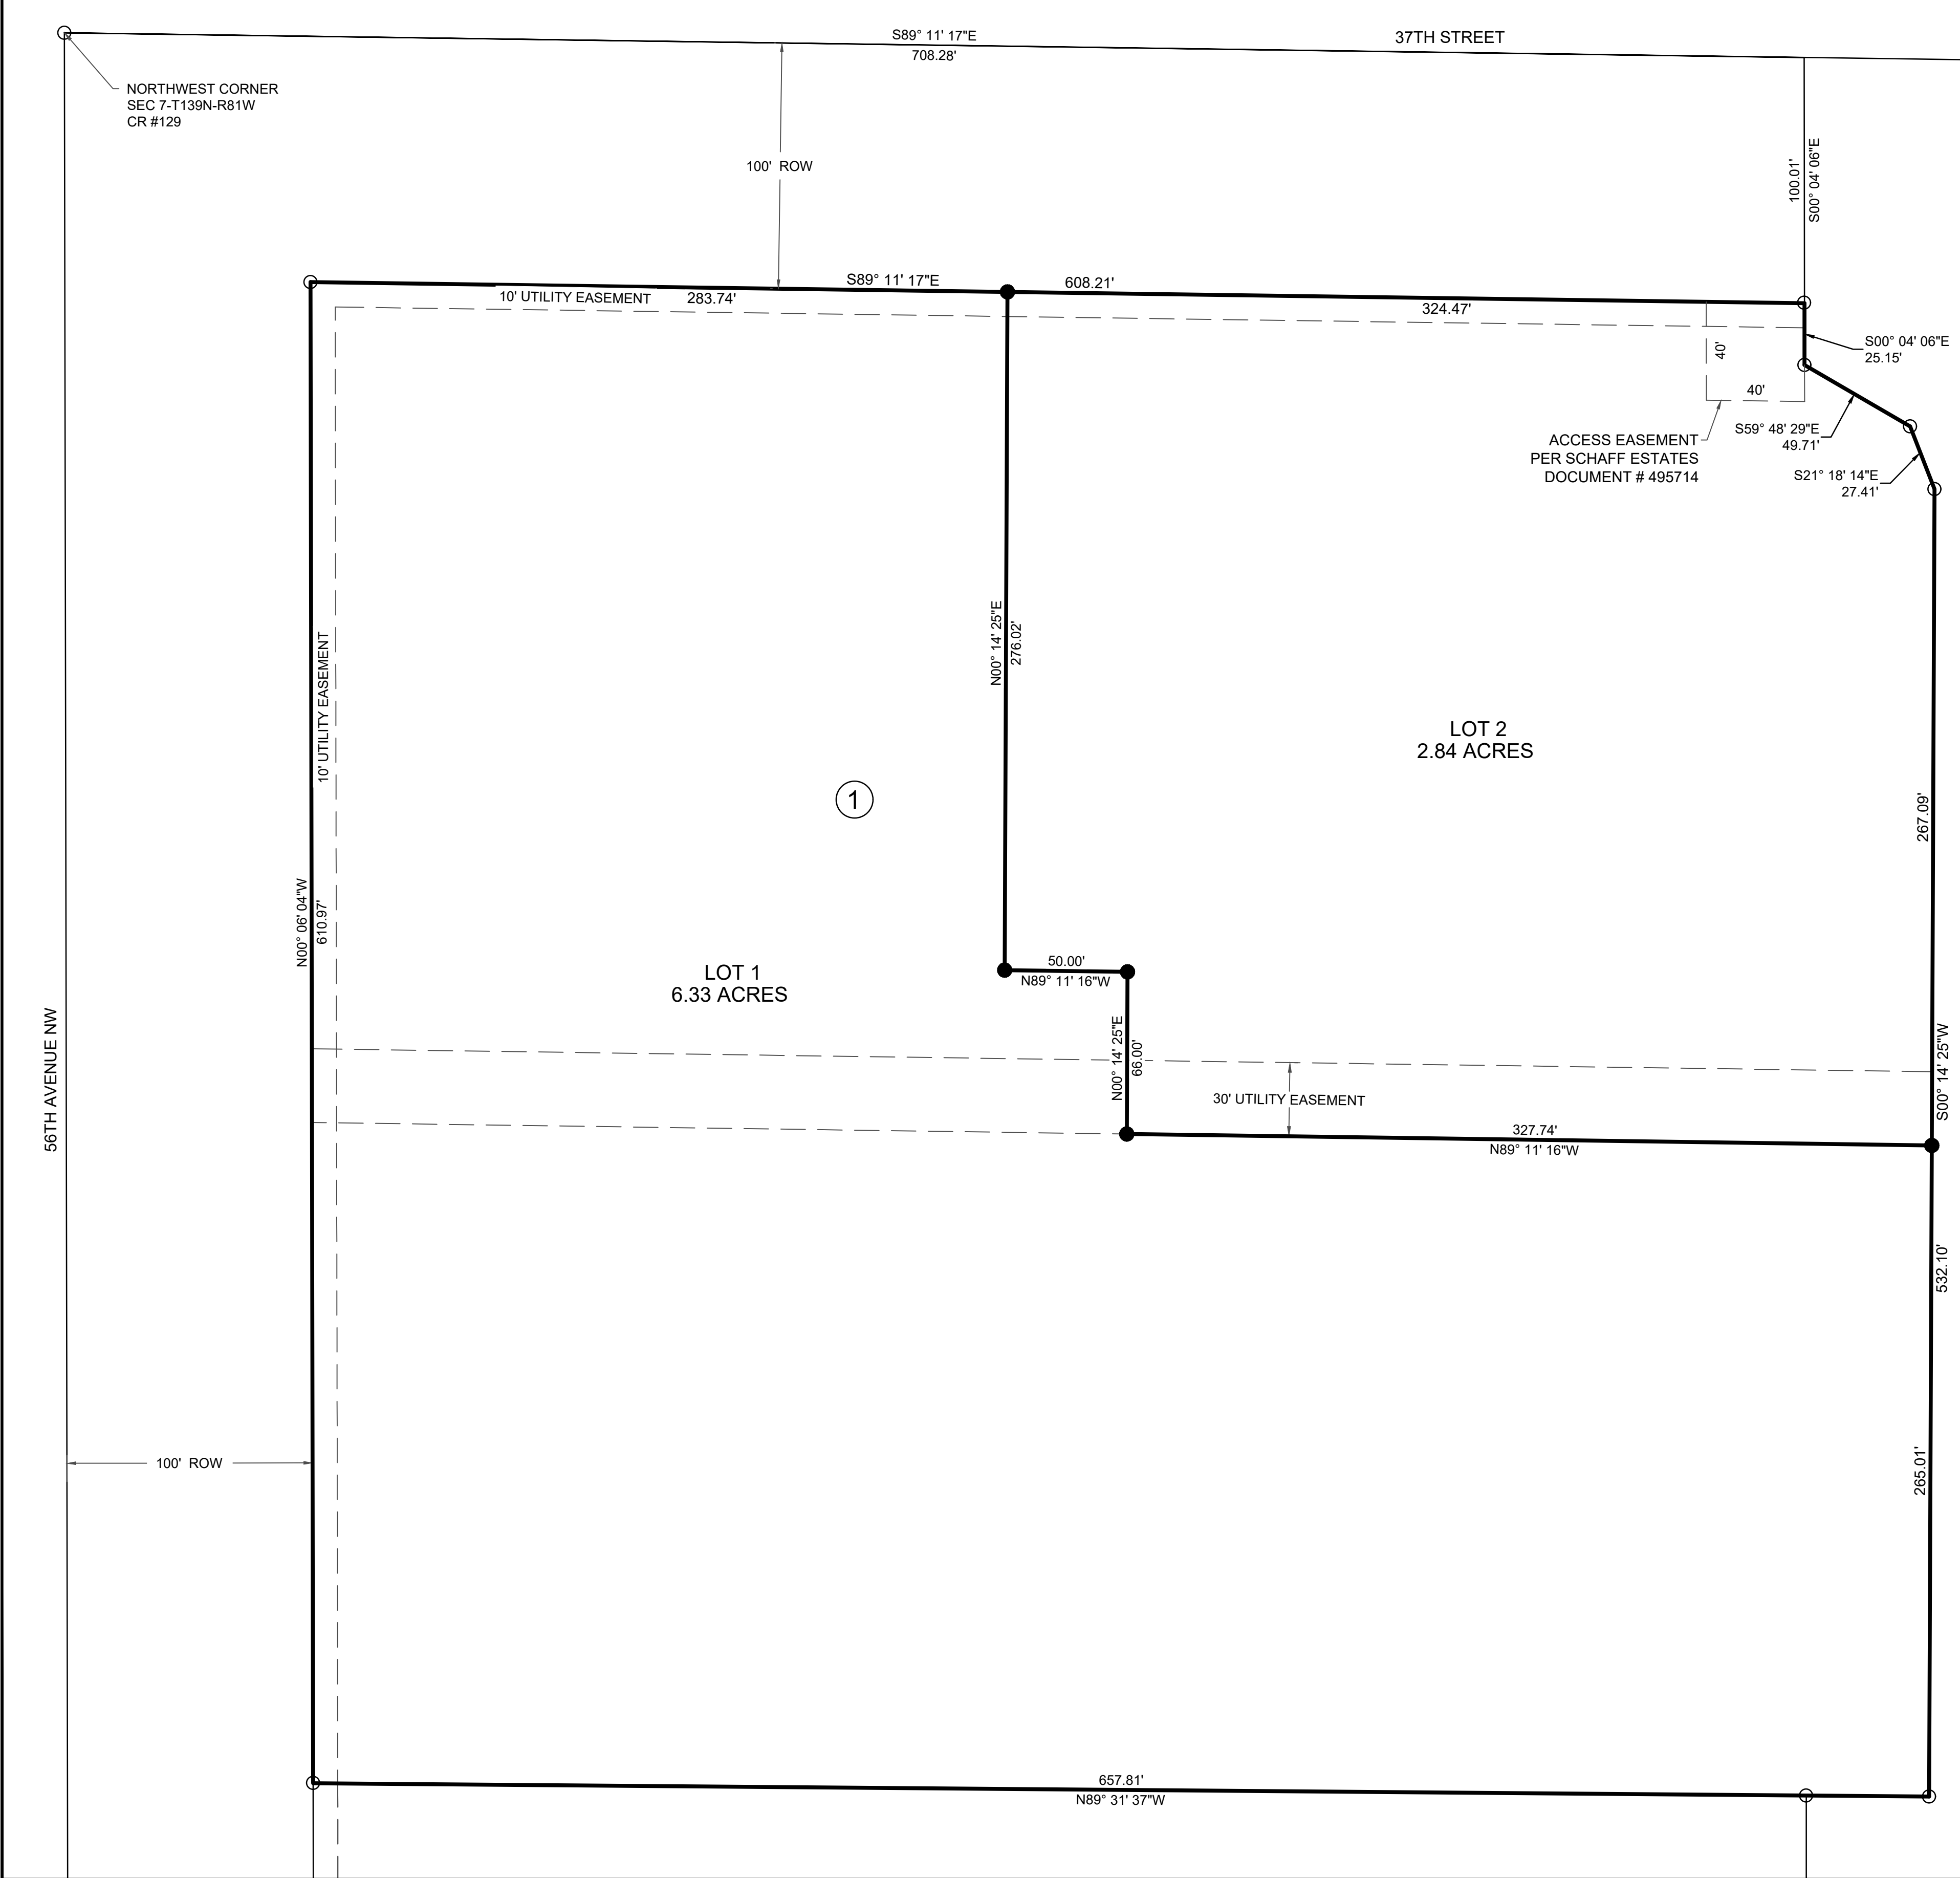 S89° 11' 17"E
708.28'
37TH STREET
NORTHWEST CORNER
SEC 7-T139N-R81W
CR #129
100' ROW
100.01'
S00° 04' 06"E
S89° 11' 17"E
608.21'
10' UTILITY EASEMENT
283.74'
324.47'
S00° 04' 06"E
25.15'
40'
40'
S59° 48' 29"E
49.71'
ACCESS EASEMENT
PER SCHAFF ESTATES
DOCUMENT # 495714
S21° 18' 14"E
27.41'
10' UTILITY EASEMENT
N00° 14' 25"E
276.02'
LOT 2
2.84 ACRES
1
267.09'
N00° 06' 04"W
610.97'
LOT 1
6.33 ACRES
50.00'
N89° 11' 16"W
N00° 14' 25"E
66.00'
56TH AVENUE NW
30' UTILITY EASEMENT
S00° 14' 25"W
327.74'
N89° 11' 16"W
532.10'
100' ROW
265.01'
657.81'
N89° 31' 37"W